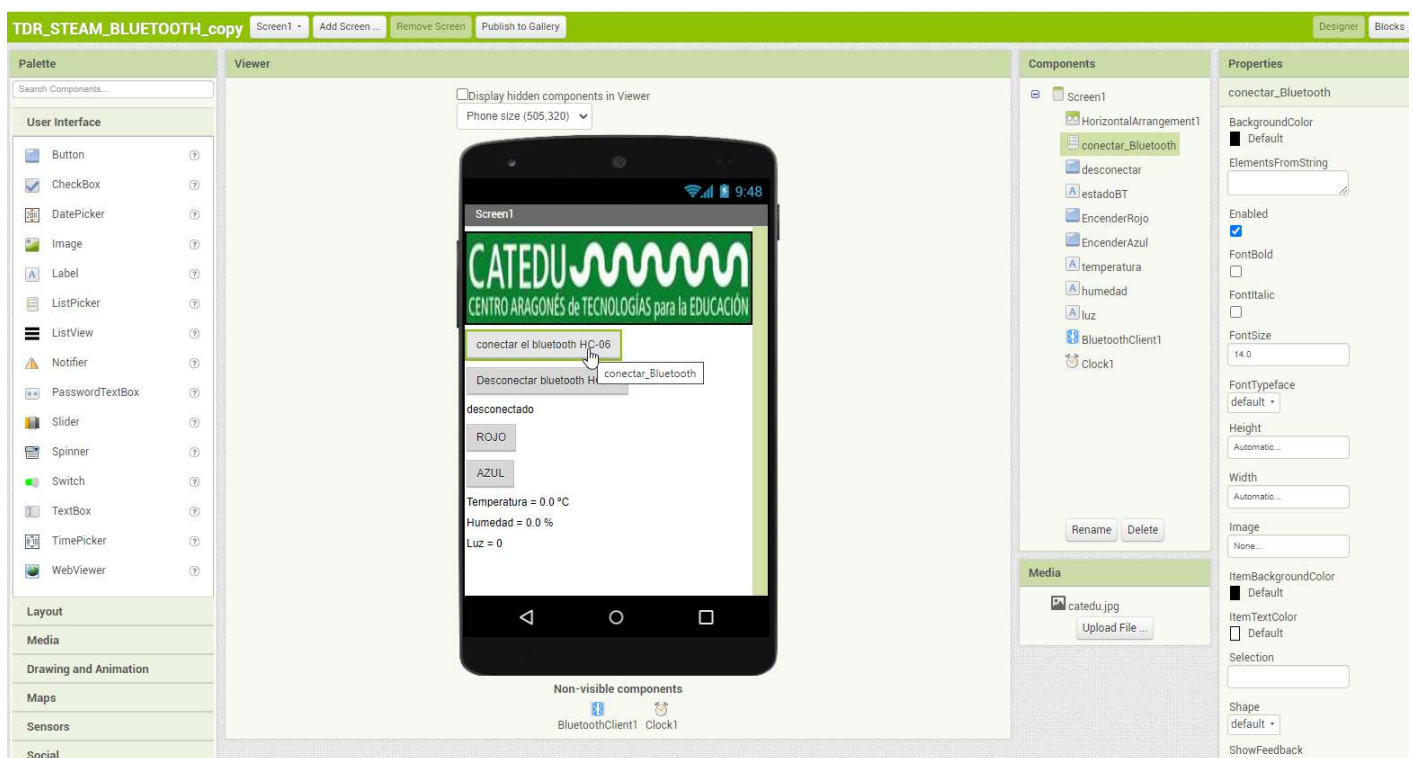 TDR_STEAM_BLUETOOTH_copy
Screen1
Add Screen ...
Remove Screen
Publish to Gallery
Designer
Blocks
Palette
Search Components...
User Interface
Button
CheckBox
DatePicker
Image
Label
ListPicker
ListView
Notifier
PasswordTextBox
Slider
Spinner
Switch
TextBox
TimePicker
WebViewer
Layout
Media
Drawing and Animation
Maps
Sensors
Social
Viewer
Display hidden components in Viewer
Phone size (505,320)
9:48
Screen1
CATEDU
CENTRO ARAGONÉS de TECNOLOGÍAS para la EDUCACIÓN
conectar el bluetooth HC-06
conectar_Bluetooth
Desconectar bluetooth
desconectado
ROJO
AZUL
Temperatura = 0.0 ºC
Humedad = 0.0 %
Luz = 0
Non-visible components
BluetoothClient1
Clock1
Components
Screen1
HorizontalArrangement1
conectar_Bluetooth
desconectar
estadoBT
EncenderRojo
EncenderAzul
temperatura
humedad
luz
BluetoothClient1
Clock1
Rename
Delete
Media
catedu.jpg
Upload File ...
Properties
conectar_Bluetooth
BackgroundColor
Default
ElementsFromString
Enabled
FontBold
FontItalic
FontSize
14.0
FontTypeface
default
Height
Automatic...
Width
Automatic...
Image
None...
ItemBackgroundColor
Default
ItemTextColor
Default
Selection
Shape
default
ShowFeedback